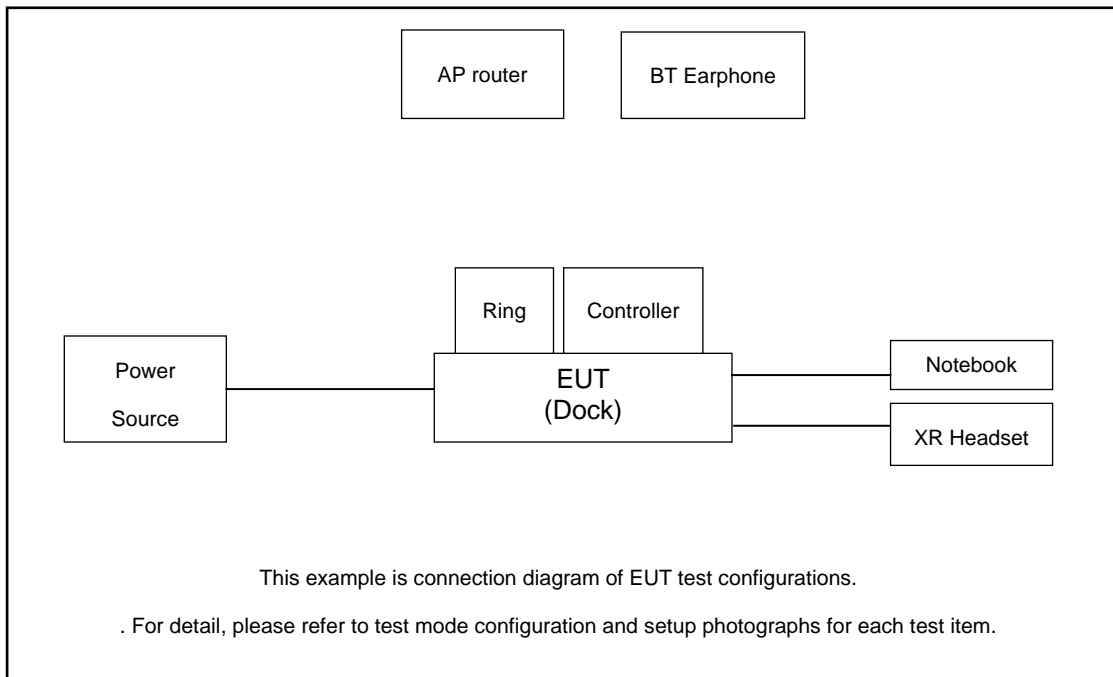 AP router
BT Earphone
Ring
Controller
Power
Source
EUT
(Dock)
Notebook
XR Headset
This example is connection diagram of EUT test configurations.
. For detail, please refer to test mode configuration and setup photographs for each test item.